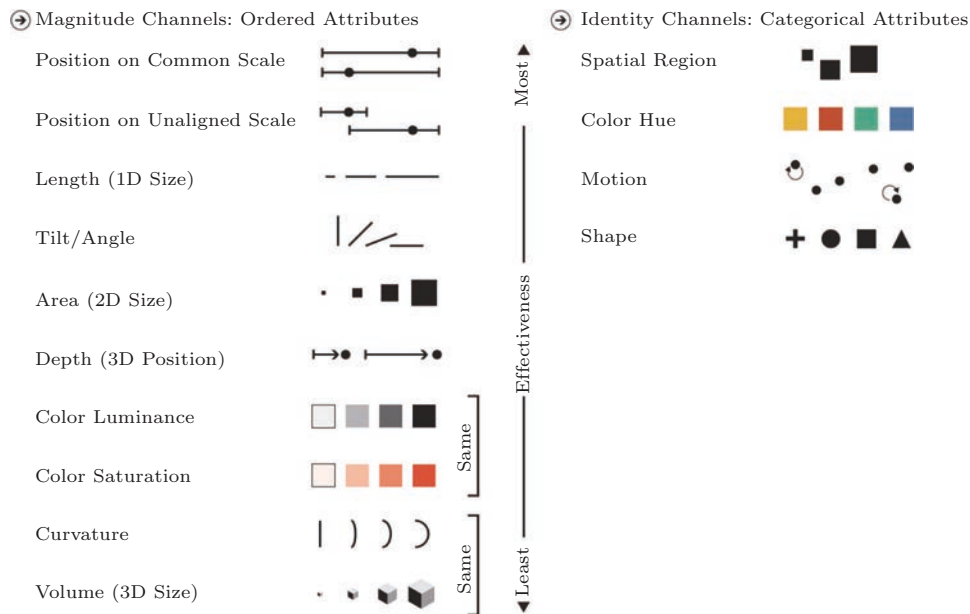 Magnitude Channels: Ordered Attributes
Position on Common Scale
Position on Unaligned Scale
Length (1D Size)
Tilt/Angle
Area (2D Size)
Depth (3D Position)
Color Luminance
Color Saturation
Same
Curvature
Volume (3D Size)
Same
Most
Effectiveness
Least
Identity Channels: Categorical Attributes
Spatial Region
Color Hue
Motion
Shape